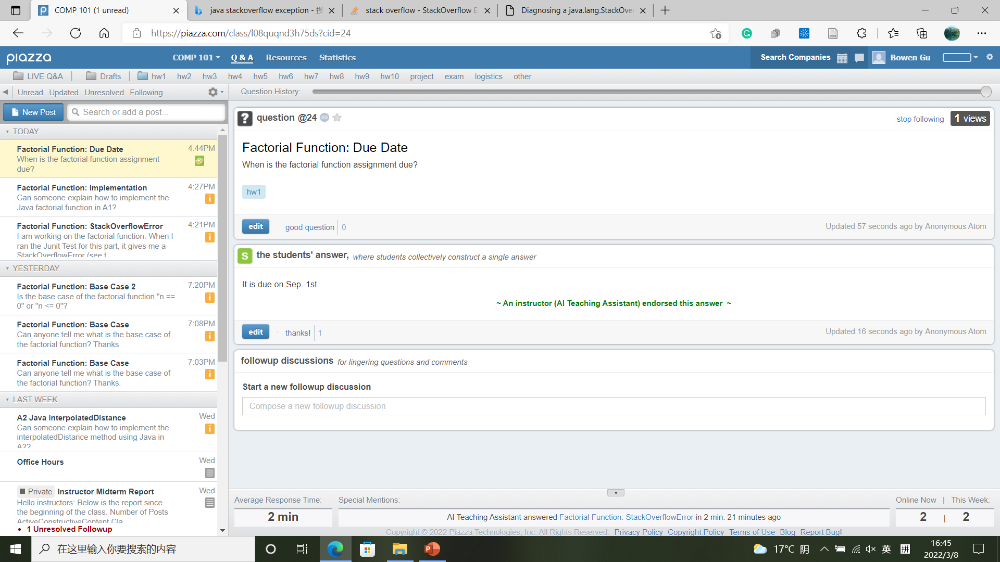 COMP 101 (1 unread)
java stackoverflow exception - 搜
stack overflow - StackOverflow E
Diagnosing a java.lang.StackOver
https://piazza.com/class/l08quqnd3h75ds?cid=24
piazza
COMP 101
Q & A
Resources
Statistics
Search Companies
Bowen Gu
LIVE Q&A
Drafts
hw1
hw2
hw3
hw4
hw5
hw6
hw7
hw8
hw9
hw10
project
exam
logistics
other
Unread
Updated
Unresolved
Following
Question History:
New Post
Search or add a post...
TODAY
Factorial Function: Due Date
4:44PM
When is the factorial function assignment
due?
Factorial Function: Implementation
4:27PM
Can someone explain how to implement the
Java factorial function in A1?
Factorial Function: StackOverflowError
4:21PM
I am working on the factorial function. When I
ran the Junit Test for this part, it gives me a
StackOverflowError (see t
YESTERDAY
Factorial Function: Base Case 2
7:20PM
Is the base case of the factorial function "n ==
0" or "n <= 0"?
Factorial Function: Base Case
7:08PM
Can anyone tell me what is the base case of
the factorial function? Thanks.
Factorial Function: Base Case
7:03PM
Can anyone tell me what is the base case of
the factorial function? Thanks.
LAST WEEK
A2 Java interpolatedDistance
Wed
Can someone explain how to implement the
interpolatedDistance method using Java in
A2?
Office Hours
Wed
Private Instructor Midterm Report
Wed
Hello instructors: Below is the report since
the beginning of the class. Number of Posts
ActiveConstructiveContent Cla
• 1 Unresolved Followup
question @24
stop following
1 views
Factorial Function: Due Date
When is the factorial function assignment due?
hw1
edit · good question 0
Updated 57 seconds ago by Anonymous Atom
S the students' answer, where students collectively construct a single answer
It is due on Sep. 1st.
~ An instructor (AI Teaching Assistant) endorsed this answer ~
edit · thanks! 1
Updated 16 seconds ago by Anonymous Atom
followup discussions for lingering questions and comments
Start a new followup discussion
Compose a new followup discussion
Average Response Time:
2 min
Special Mentions:
AI Teaching Assistant answered Factorial Function: StackOverflowError in 2 min. 21 minutes ago
Online Now | This Week:
2 | 2
Copyright © 2022 Piazza Technologies, Inc. All Rights Reserved. Privacy Policy Copyright Policy Terms of Use Blog Report Bug!
在这里输入你要搜索的内容
17°C 阴
英
拼
16:45
2022/3/8